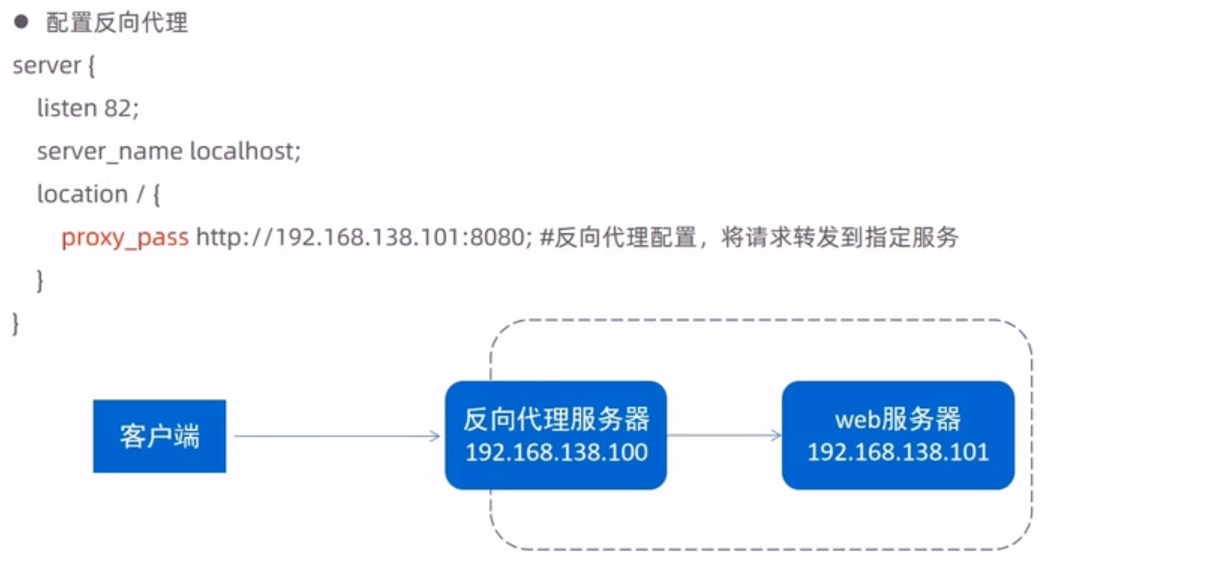 ● 配置反向代理
server {
listen 82;
server_name localhost;
location / {
proxy_pass http://192.168.138.101:8080; #反向代理配置，将请求转发到指定服务
}
}
客户端
反向代理服务器
192.168.138.100
web服务器
192.168.138.101